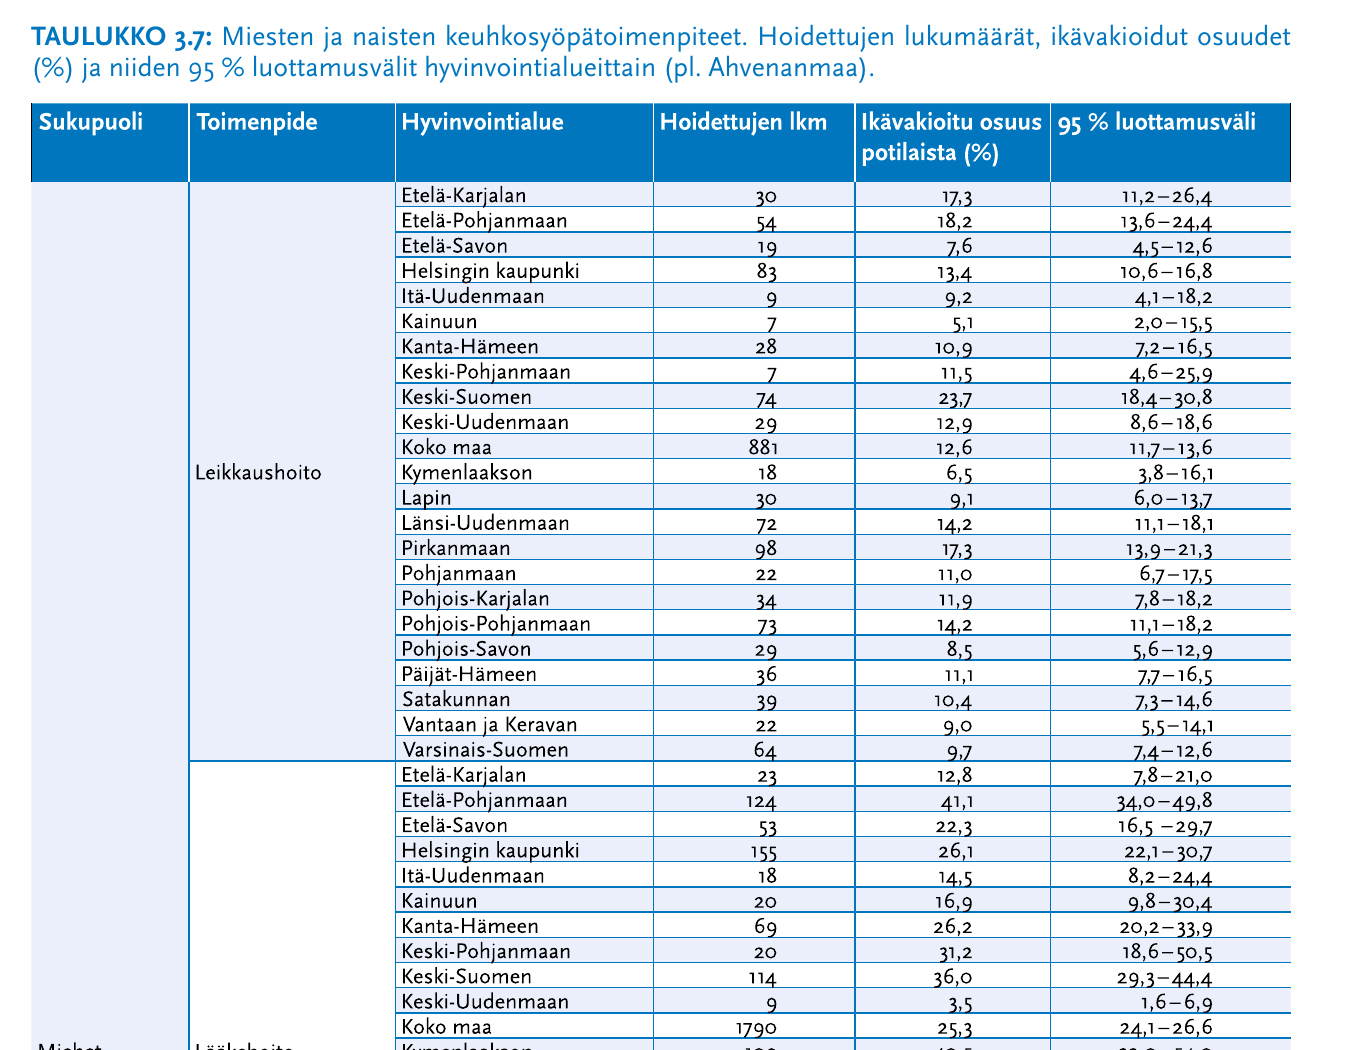 TAULUKKO 3.7: Miesten ja naisten keuhkosyöpätoimenpiteet. Hoidettujen lukumäärät, ikävakioidut osuudet
(%) ja niiden 95 % luottamusvälit hyvinvointialueittain (pl. Ahvenanmaa).
Sukupuoli Toimenpide Hyvinvointialue Hoidettujen lkm Ikävakioitu osuus 95 % luottamusväli
potilaista (%)
Etelä-Karjalan 30 17,3 11,2–26,4
Etelä-Pohjanmaan 54 18,2 13,6–24,4
Etelä-Savon 19 7,6 4,5–12,6
Helsingin kaupunki 83 13,4 10,6–16,8
Itä-Uudenmaan 9 9,2 4,1–18,2
Kainuun 7 5,1 2,0–15,5
Kanta-Hämeen 28 10,9 7,2–16,5
Keski-Pohjanmaan 7 11,5 4,6–25,9
Keski-Suomen 74 23,7 18,4–30,8
Keski-Uudenmaan 29 12,9 8,6–18,6
Koko maa 881 12,6 11,7–13,6
Leikkaushoito Kymenlaakson 18 6,5 3,8–16,1
Lapin 30 9,1 6,0–13,7
Länsi-Uudenmaan 72 14,2 11,1–18,1
Pirkanmaan 98 17,3 13,9–21,3
Pohjanmaan 22 11,0 6,7–17,5
Pohjois-Karjalan 34 11,9 7,8–18,2
Pohjois-Pohjanmaan 73 14,2 11,1–18,2
Pohjois-Savon 29 8,5 5,6–12,9
Päijät-Hämeen 36 11,1 7,7–16,5
Satakunnan 39 10,4 7,3–14,6
Vantaan ja Keravan 22 9,0 5,5–14,1
Varsinais-Suomen 64 9,7 7,4–12,6
Etelä-Karjalan 23 12,8 7,8–21,0
Etelä-Pohjanmaan 124 41,1 34,0–49,8
Etelä-Savon 53 22,3 16,5 –29,7
Helsingin kaupunki 155 26,1 22,1–30,7
Itä-Uudenmaan 18 14,5 8,2–24,4
Kainuun 20 16,9 9,8–30,4
Kanta-Hämeen 69 26,2 20,2–33,9
Keski-Pohjanmaan 20 31,2 18,6–50,5
Keski-Suomen 114 36,0 29,3–44,4
Keski-Uudenmaan 9 3,5 1,6–6,9
Koko maa 1790 25,3 24,1–26,6